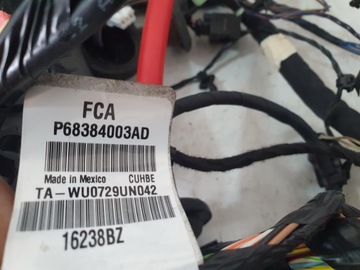 FCA
P68384003AD
Made in Mexico CUHBE
TA-WU0729UN042
16238BZ